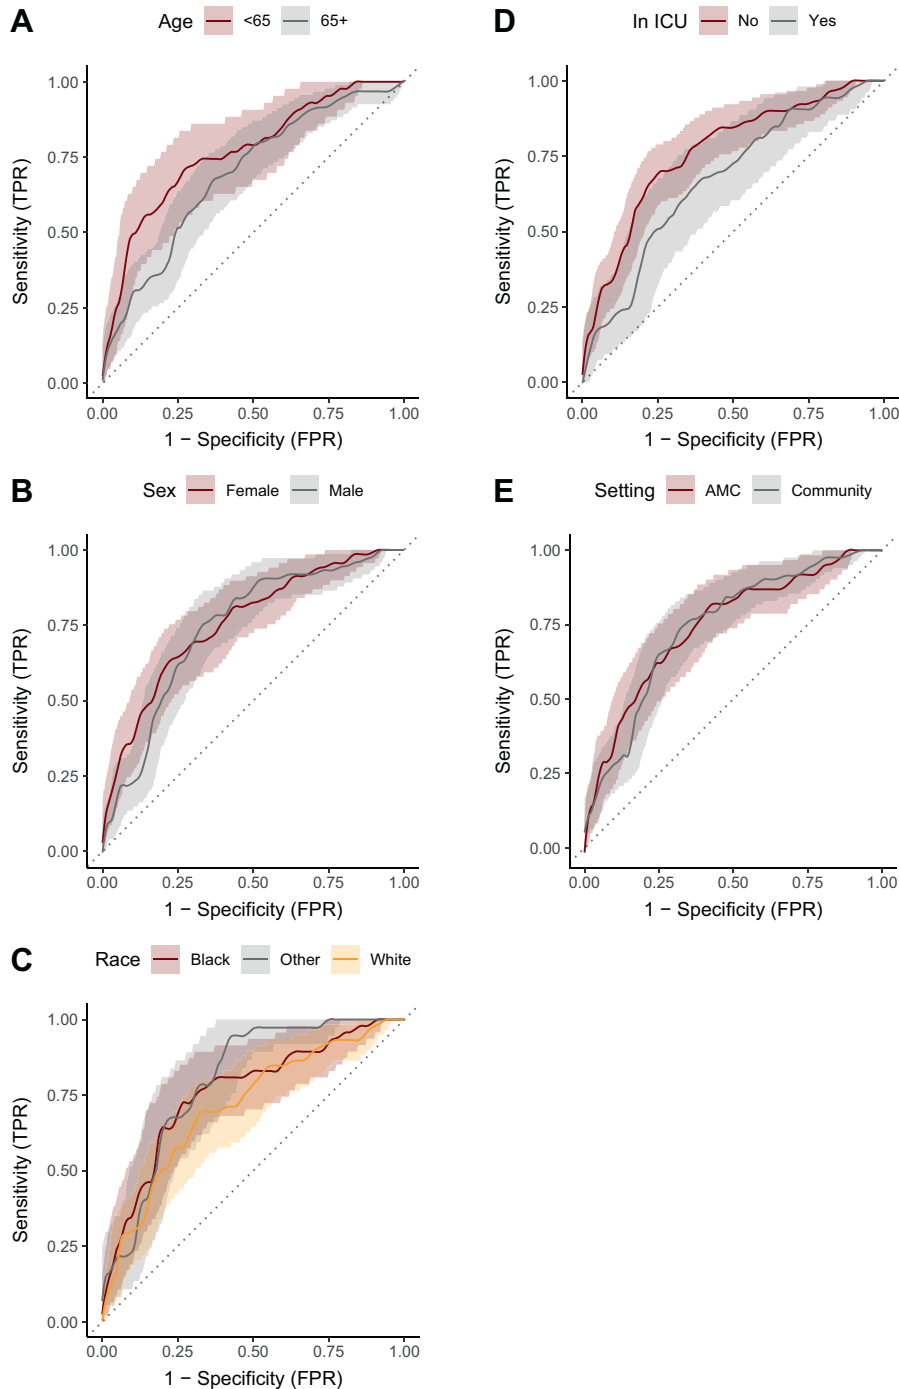 A
Age <65 65+
1.00
0.75
0.50
0.25
0.00
Sensitivity (TPR)
0.00 0.25 0.50 0.75 1.00
1 − Specificity (FPR)
D
In ICU No Yes
1.00
0.75
0.50
0.25
0.00
Sensitivity (TPR)
0.00 0.25 0.50 0.75 1.00
1 − Specificity (FPR)
B
Sex Female Male
1.00
0.75
0.50
0.25
0.00
Sensitivity (TPR)
0.00 0.25 0.50 0.75 1.00
1 − Specificity (FPR)
E
Setting AMC Community
1.00
0.75
0.50
0.25
0.00
Sensitivity (TPR)
0.00 0.25 0.50 0.75 1.00
1 − Specificity (FPR)
C
Race Black Other White
1.00
0.75
0.50
0.25
0.00
Sensitivity (TPR)
0.00 0.25 0.50 0.75 1.00
1 − Specificity (FPR)